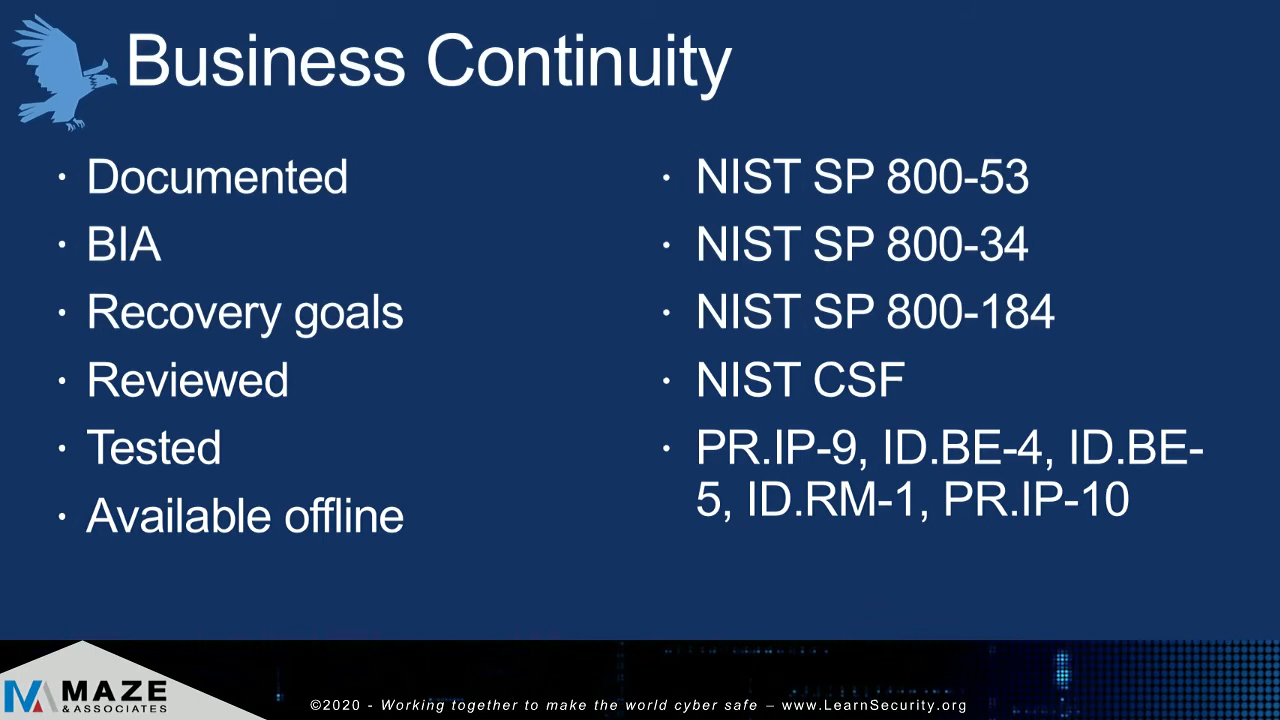 Business Continuity
· Documented
· BIA
· Recovery goals
· Reviewed
· Tested
· Available offline
· NIST SP 800-53
· NIST SP 800-34
· NIST SP 800-184
· NIST CSF
· PR.IP-9, ID.BE-4, ID.BE-
5, ID.RM-1, PR.IP-10
MAZE
& ASSOCIATES
©2020 - Working together to make the world cyber safe – www.LearnSecurity.org